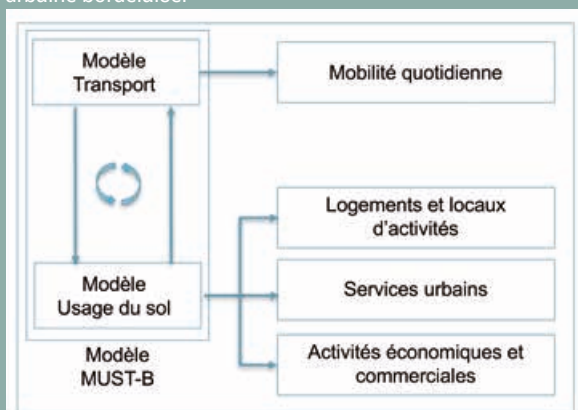 urbaine bordelaise.
Modèle
Transport
Mobilité quotidienne
Logements et locaux
d'activités
Modèle
Usage du sol
Services urbains
Modèle
MUST-B
Activités économiques et
commerciales